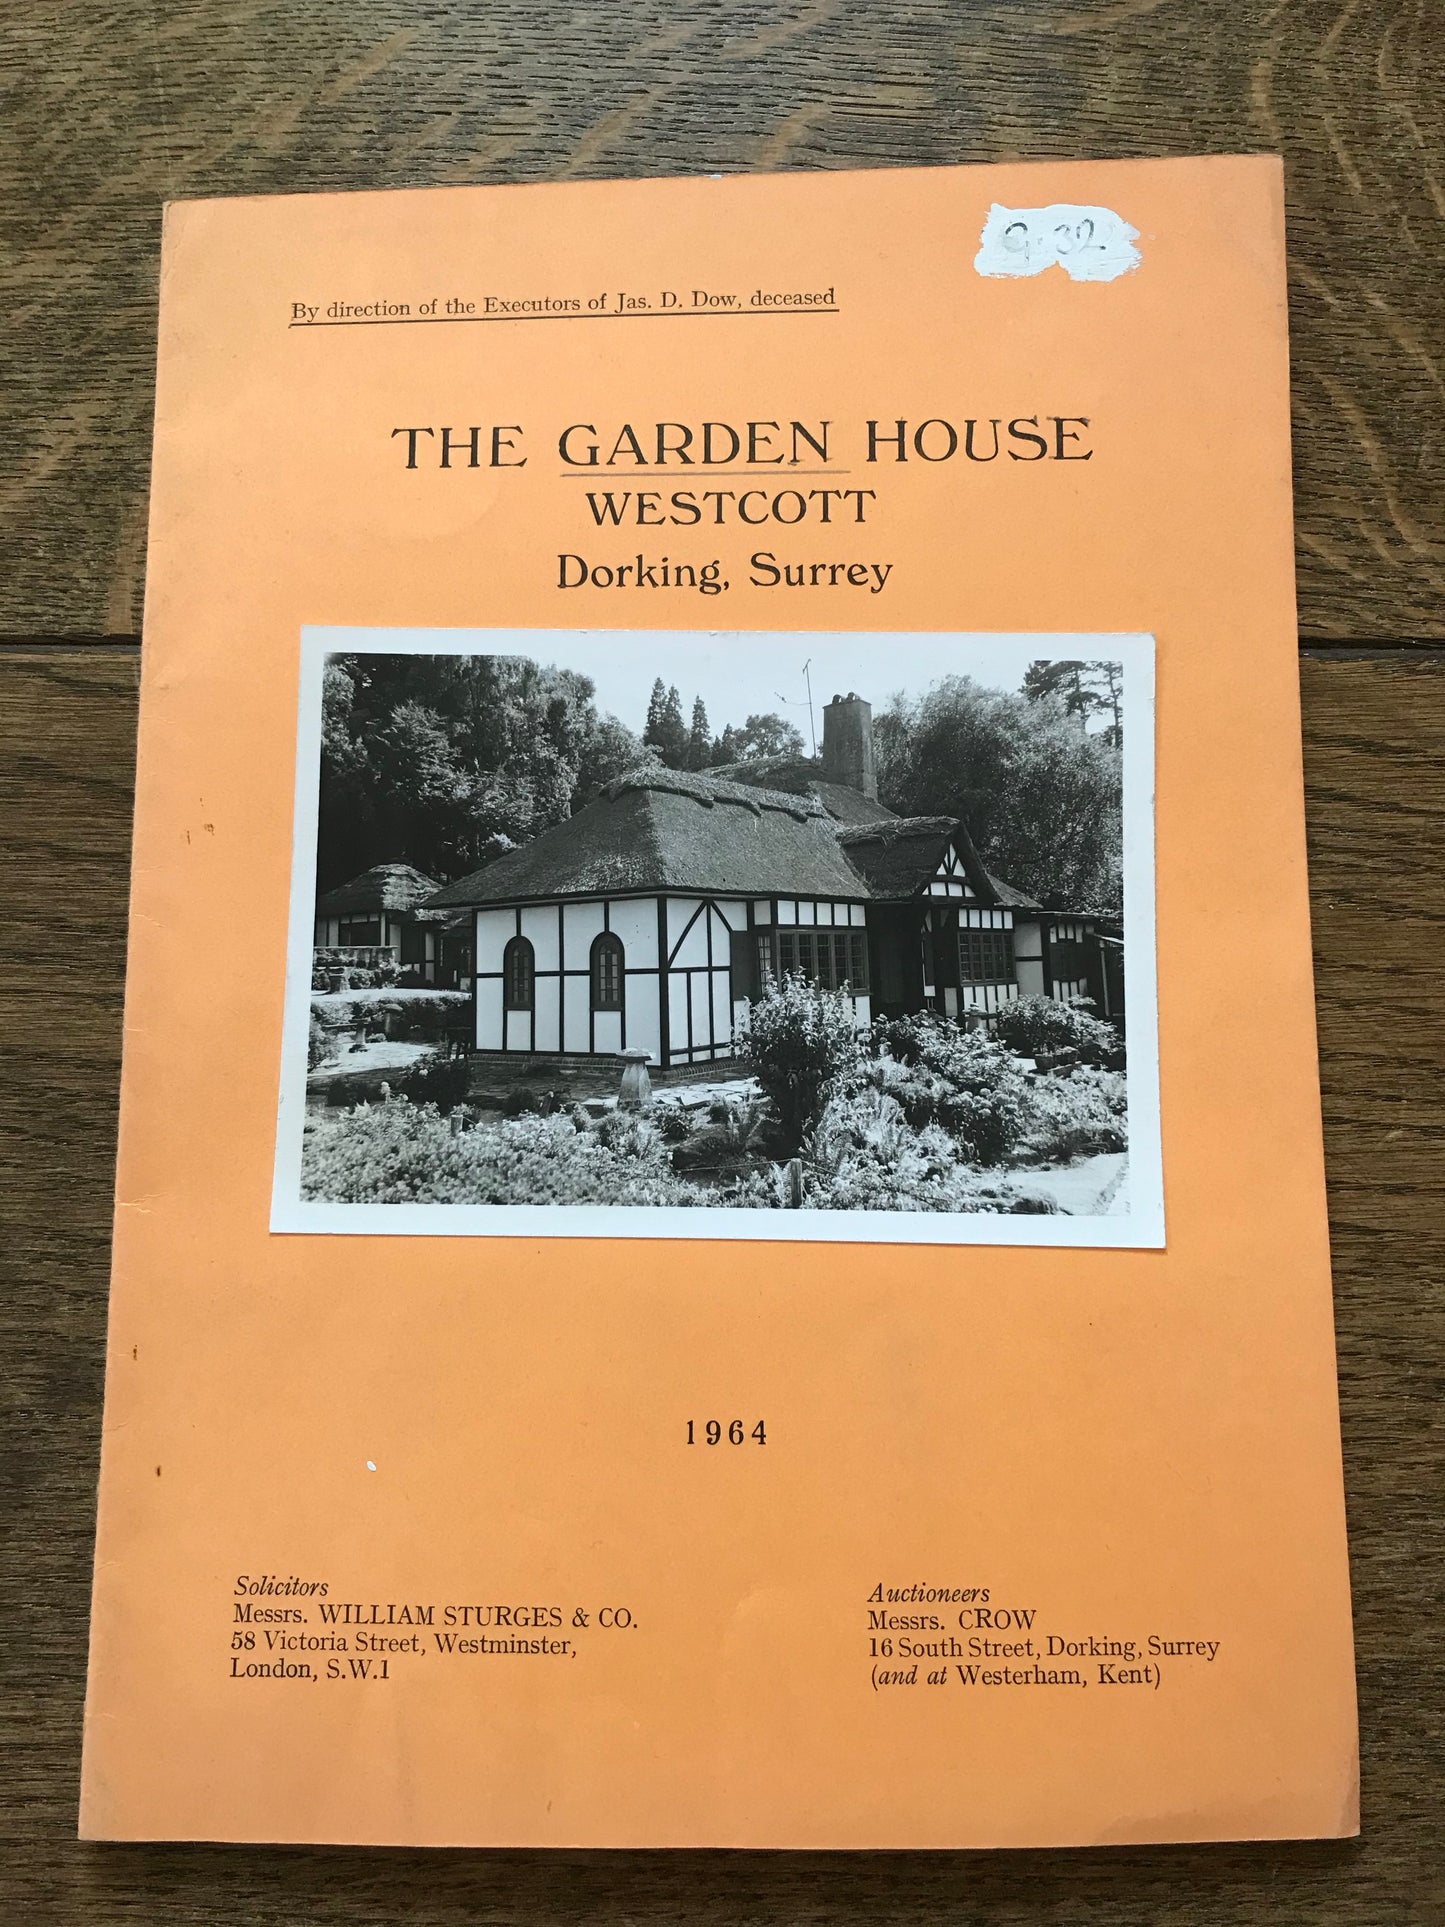 G.32
By direction of the Executors of Jas. D. Dow, deceased
THE GARDEN HOUSE
WESTCOTT
Dorking, Surrey
1964
Solicitors
Messrs. WILLIAM STURGES & CO.
58 Victoria Street, Westminster,
London, S.W.1
Auctioneers
Messrs. CROW
16 South Street, Dorking, Surrey
(and at Westerham, Kent)